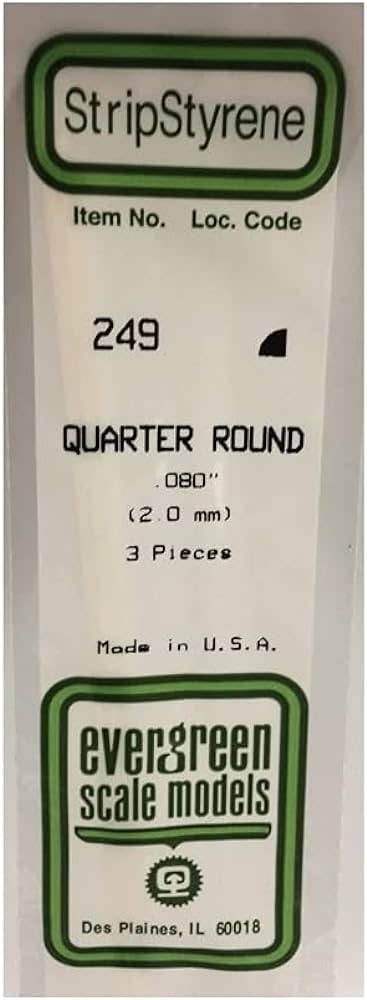 StripStyrene
Item No. Loc. Code
249
QUARTER ROUND
.080"
(2.0 mm)
3 Pieces
Made in U.S.A.
evergreen
scale models
Des Plaines, IL 60018